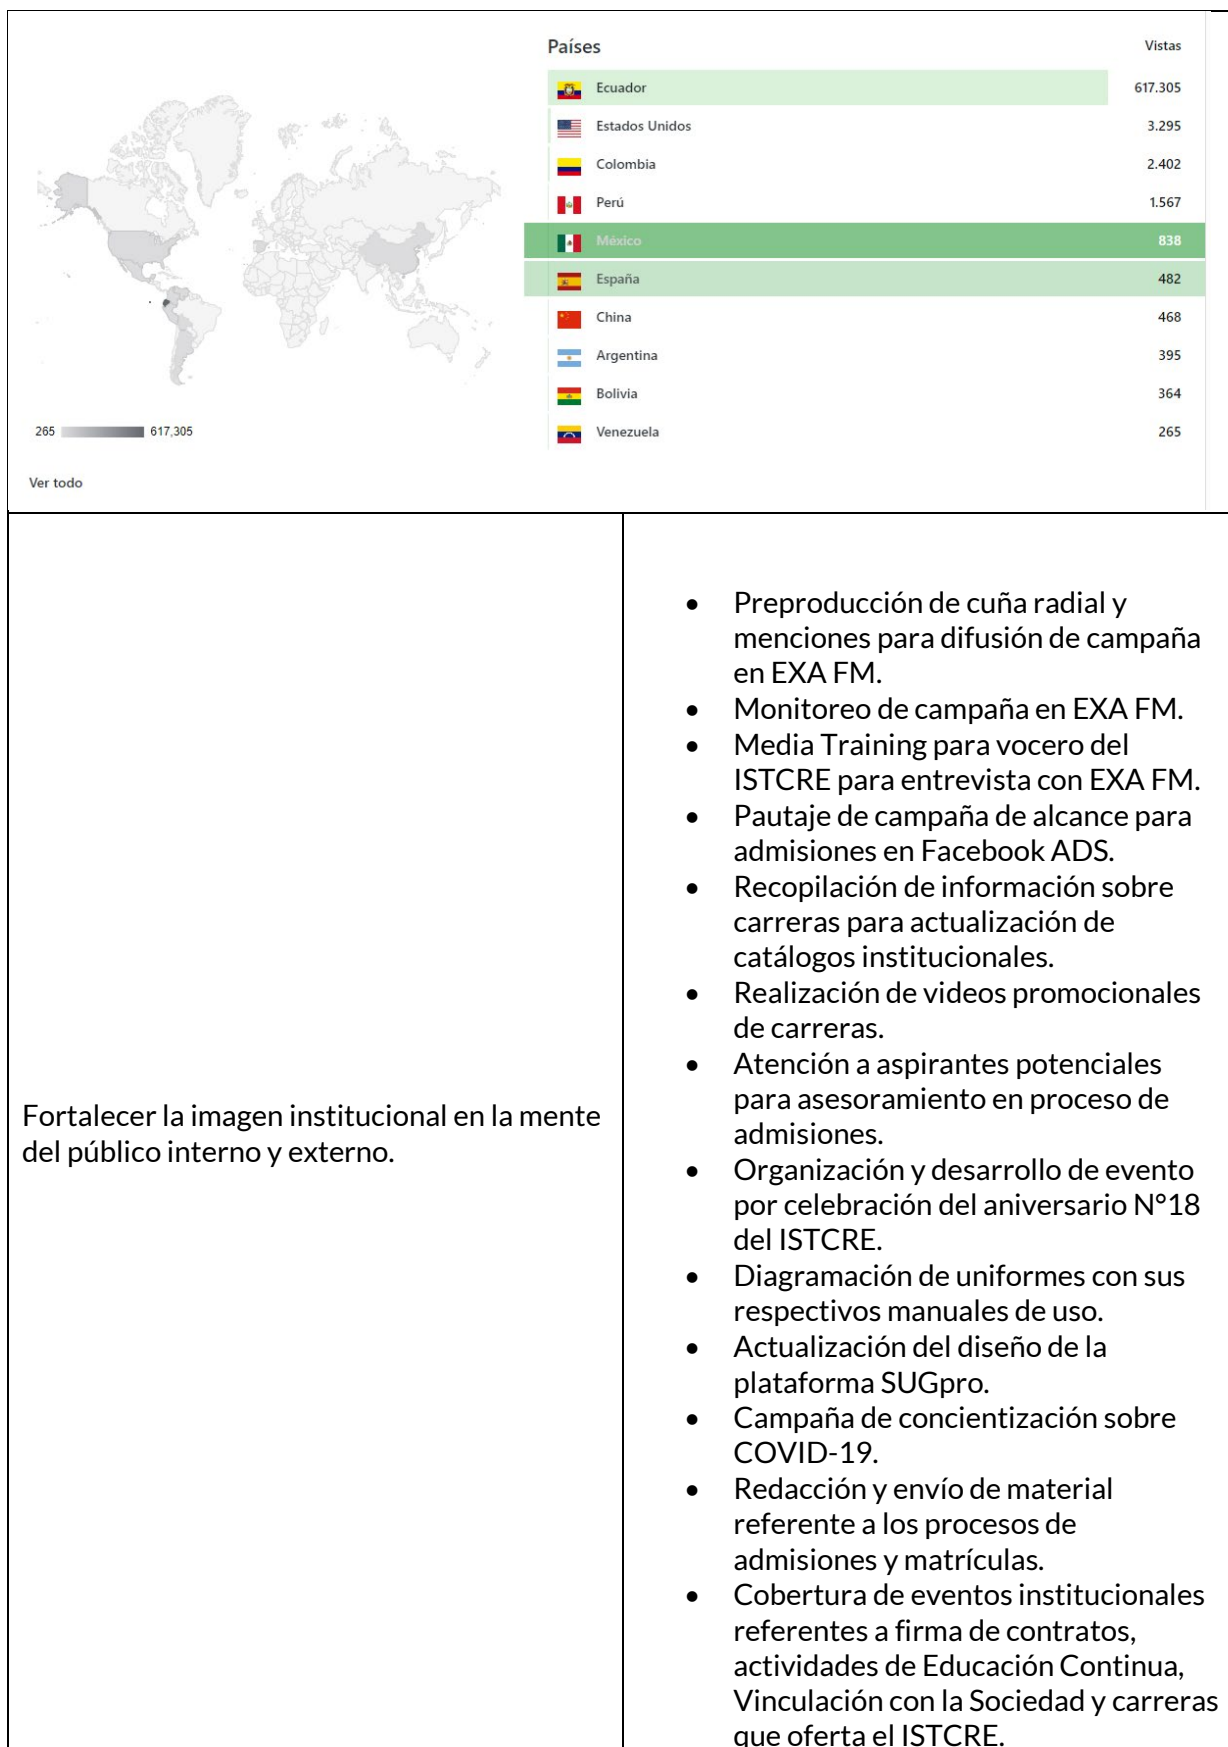 Países Vistas
Ecuador 617.305
Estados Unidos 3.295
Colombia 2.402
Perú 1.567
México 838
España 482
China 468
Argentina 395
Bolivia 364
Venezuela 265
265 617,305
Ver todo
Fortalecer la imagen institucional en la mente
del público interno y externo.
• Preproducción de cuña radial y
menciones para difusión de campaña
en EXA FM.
• Monitoreo de campaña en EXA FM.
• Media Training para vocero del
ISTCRE para entrevista con EXA FM.
• Pautaje de campaña de alcance para
admisiones en Facebook ADS.
• Recopilación de información sobre
carreras para actualización de
catálogos institucionales.
• Realización de videos promocionales
de carreras.
• Atención a aspirantes potenciales
para asesoramiento en proceso de
admisiones.
• Organización y desarrollo de evento
por celebración del aniversario N°18
del ISTCRE.
• Diagramación de uniformes con sus
respectivos manuales de uso.
• Actualización del diseño de la
plataforma SUGpro.
• Campaña de concientización sobre
COVID-19.
• Redacción y envío de material
referente a los procesos de
admisiones y matrículas.
• Cobertura de eventos institucionales
referentes a firma de contratos,
actividades de Educación Continua,
Vinculación con la Sociedad y carreras
que oferta el ISTCRE.